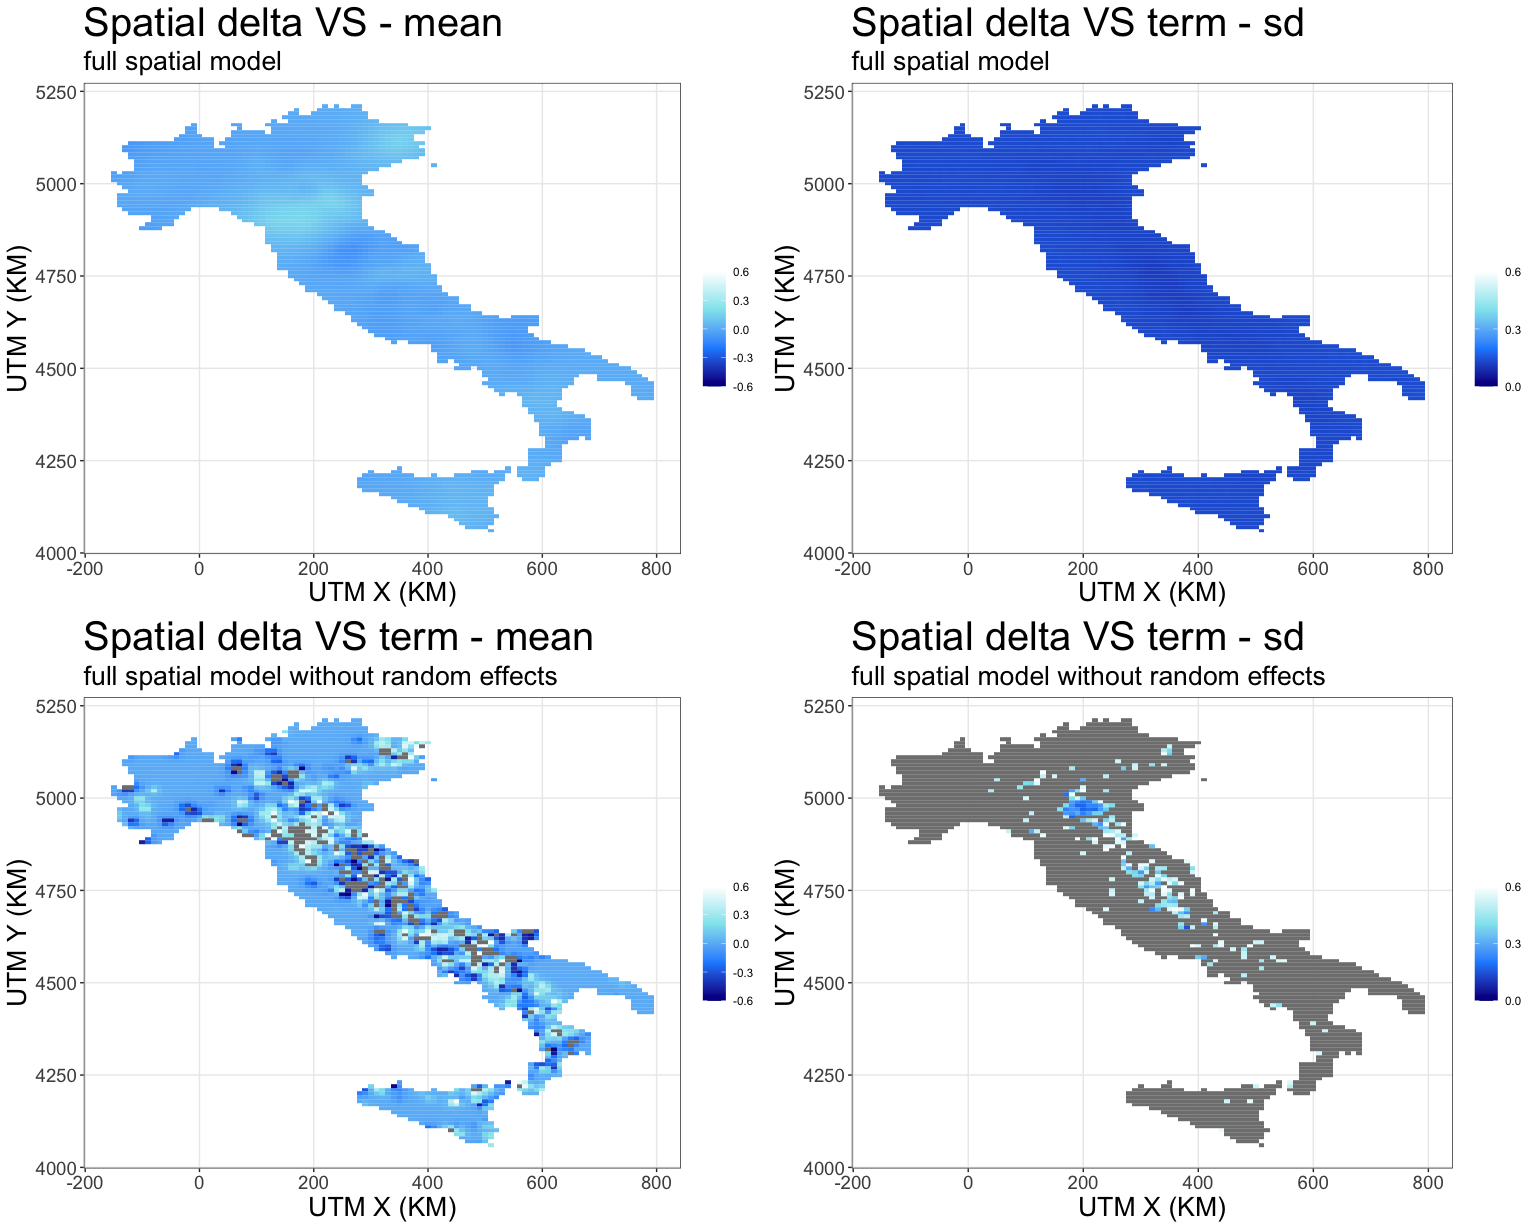 Spatial delta VS - mean
full spatial model
UTM Y (KM)
5250
5000
4750
4500
4250
4000
-200 0 200 400 600 800
UTM X (KM)
0.6
0.3
0.0
-0.3
-0.6
Spatial delta VS term - sd
full spatial model
UTM Y (KM)
5250
5000
4750
4500
4250
4000
-200 0 200 400 600 800
UTM X (KM)
0.6
0.3
0.0
Spatial delta VS term - mean
full spatial model without random effects
UTM Y (KM)
5250
5000
4750
4500
4250
4000
-200 0 200 400 600 800
UTM X (KM)
0.6
0.3
0.0
-0.3
-0.6
Spatial delta VS term - sd
full spatial model without random effects
UTM Y (KM)
5250
5000
4750
4500
4250
4000
-200 0 200 400 600 800
UTM X (KM)
0.6
0.3
0.0